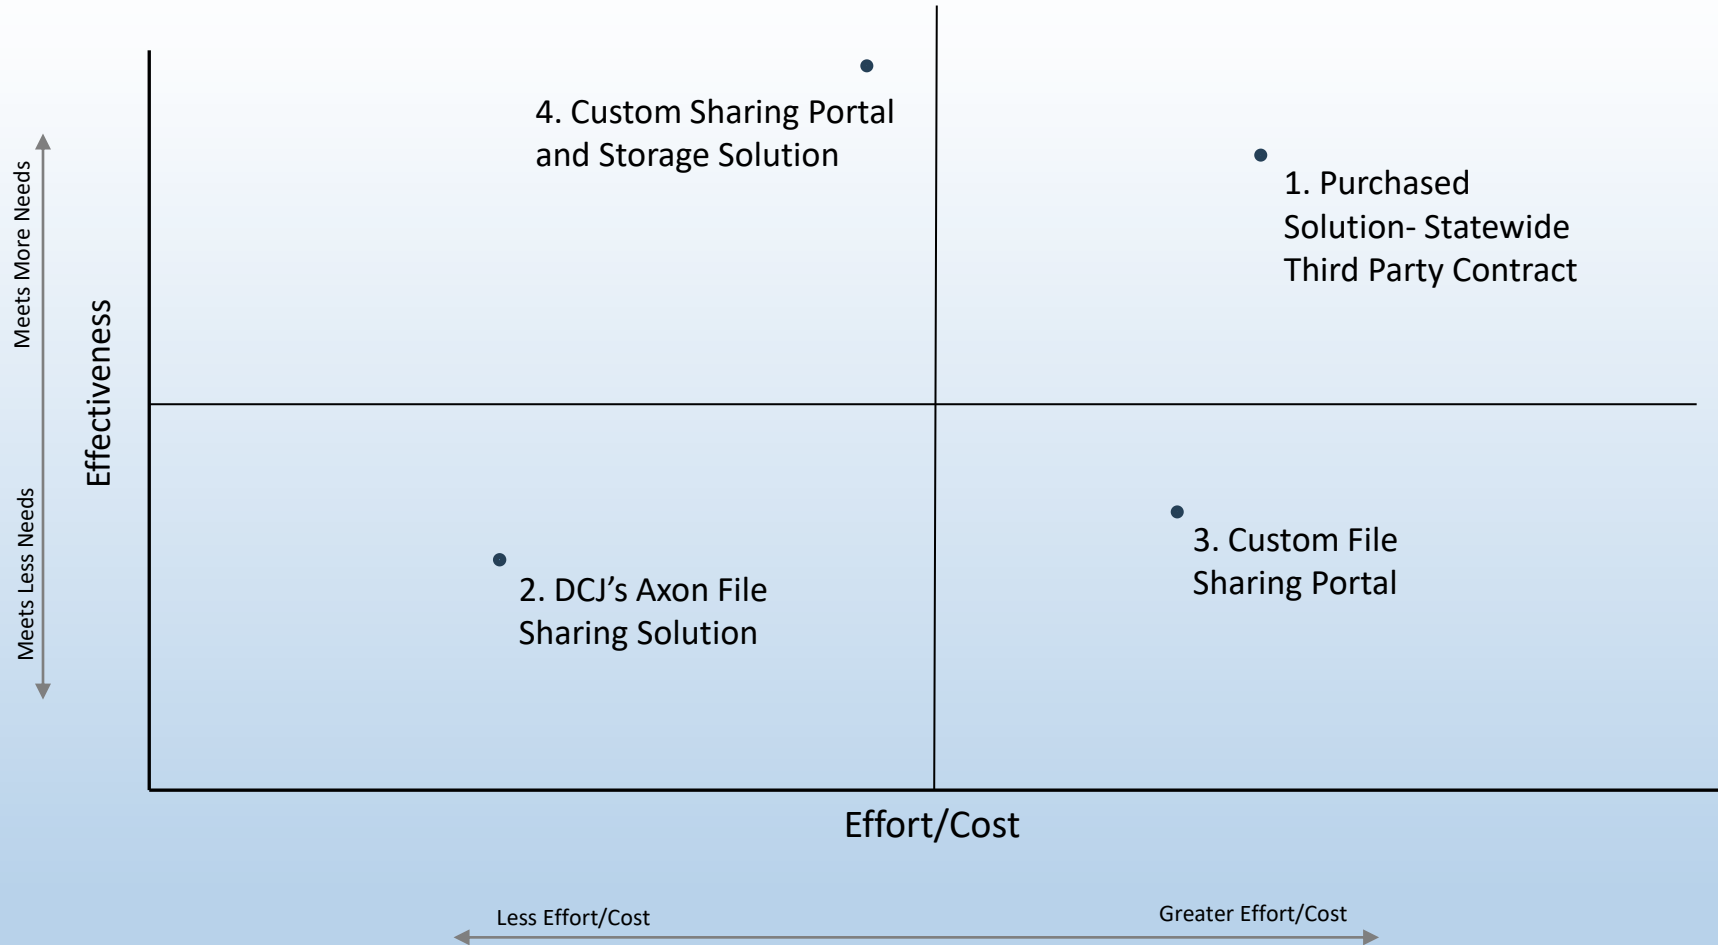 4. Custom Sharing Portal
and Storage Solution
1. Purchased
Solution- Statewide
Third Party Contract
Meets More Needs
Effectiveness
Meets Less Needs
3. Custom File
Sharing Portal
2. DCJ’s Axon File
Sharing Solution
Effort/Cost
Less Effort/Cost
Greater Effort/Cost